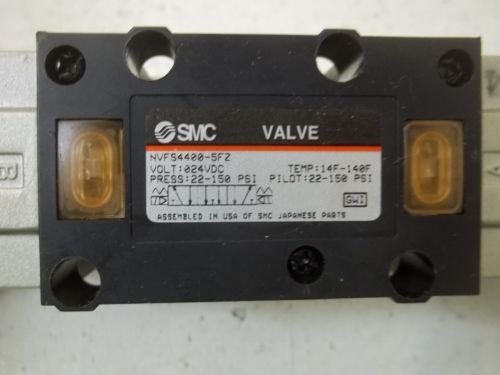 SMC VALVE
NVFS4400-5FZ
VOLT:024VDC TEMP:14F-140F
PRESS:22-150 PSI PILOT:22-150 PSI
GWI
ASSEMBLED IN USA OF SMC JAPANESE PARTS
B
A